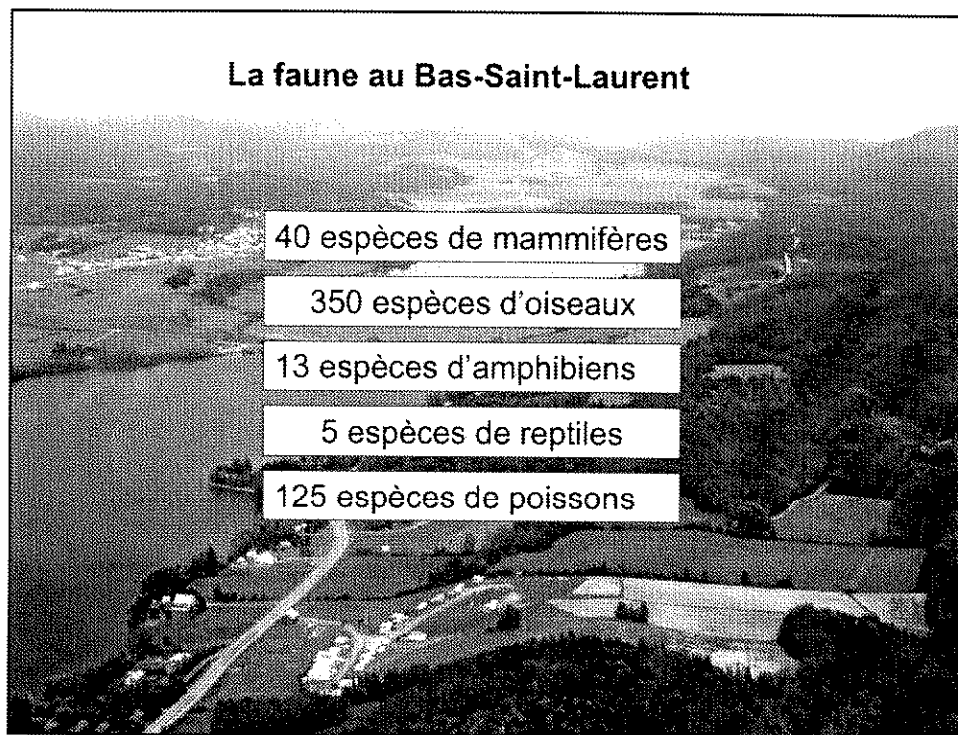 La faune au Bas-Saint-Laurent
40 espèces de mammifères
350 espèces d'oiseaux
13 espèces d'amphibiens
5 espèces de reptiles
125 espèces de poissons